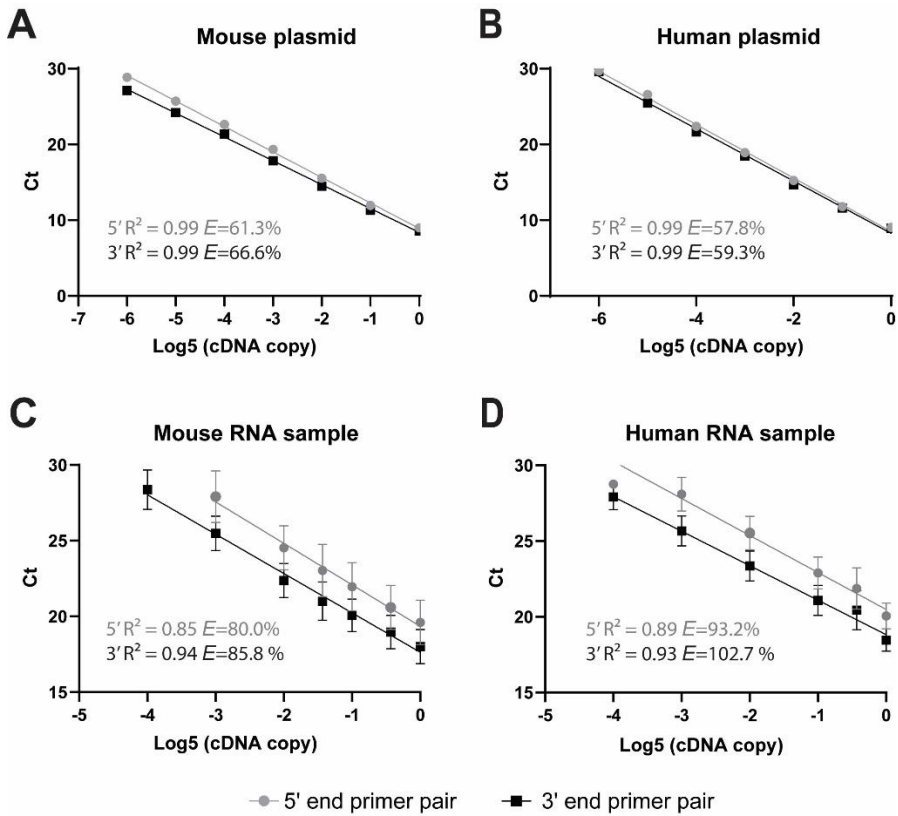 A
Mouse plasmid
30
20
10
0
Ct
5′ R² = 0.99 E=61.3%
3′ R² = 0.99 E=66.6%
-7 -6 -5 -4 -3 -2 -1 0
Log5 (cDNA copy)
B
Human plasmid
30
20
10
0
Ct
5′ R² = 0.99 E=57.8%
3′ R² = 0.99 E=59.3%
-6 -4 -2 0
Log5 (cDNA copy)
C
Mouse RNA sample
30
25
20
15
Ct
5′ R² = 0.85 E=80.0%
3′ R² = 0.94 E=85.8 %
-5 -4 -3 -2 -1 0
Log5 (cDNA copy)
D
Human RNA sample
30
25
20
15
Ct
5′ R² = 0.89 E=93.2%
3′ R² = 0.93 E=102.7 %
-5 -4 -3 -2 -1 0
Log5 (cDNA copy)
5' end primer pair
3' end primer pair